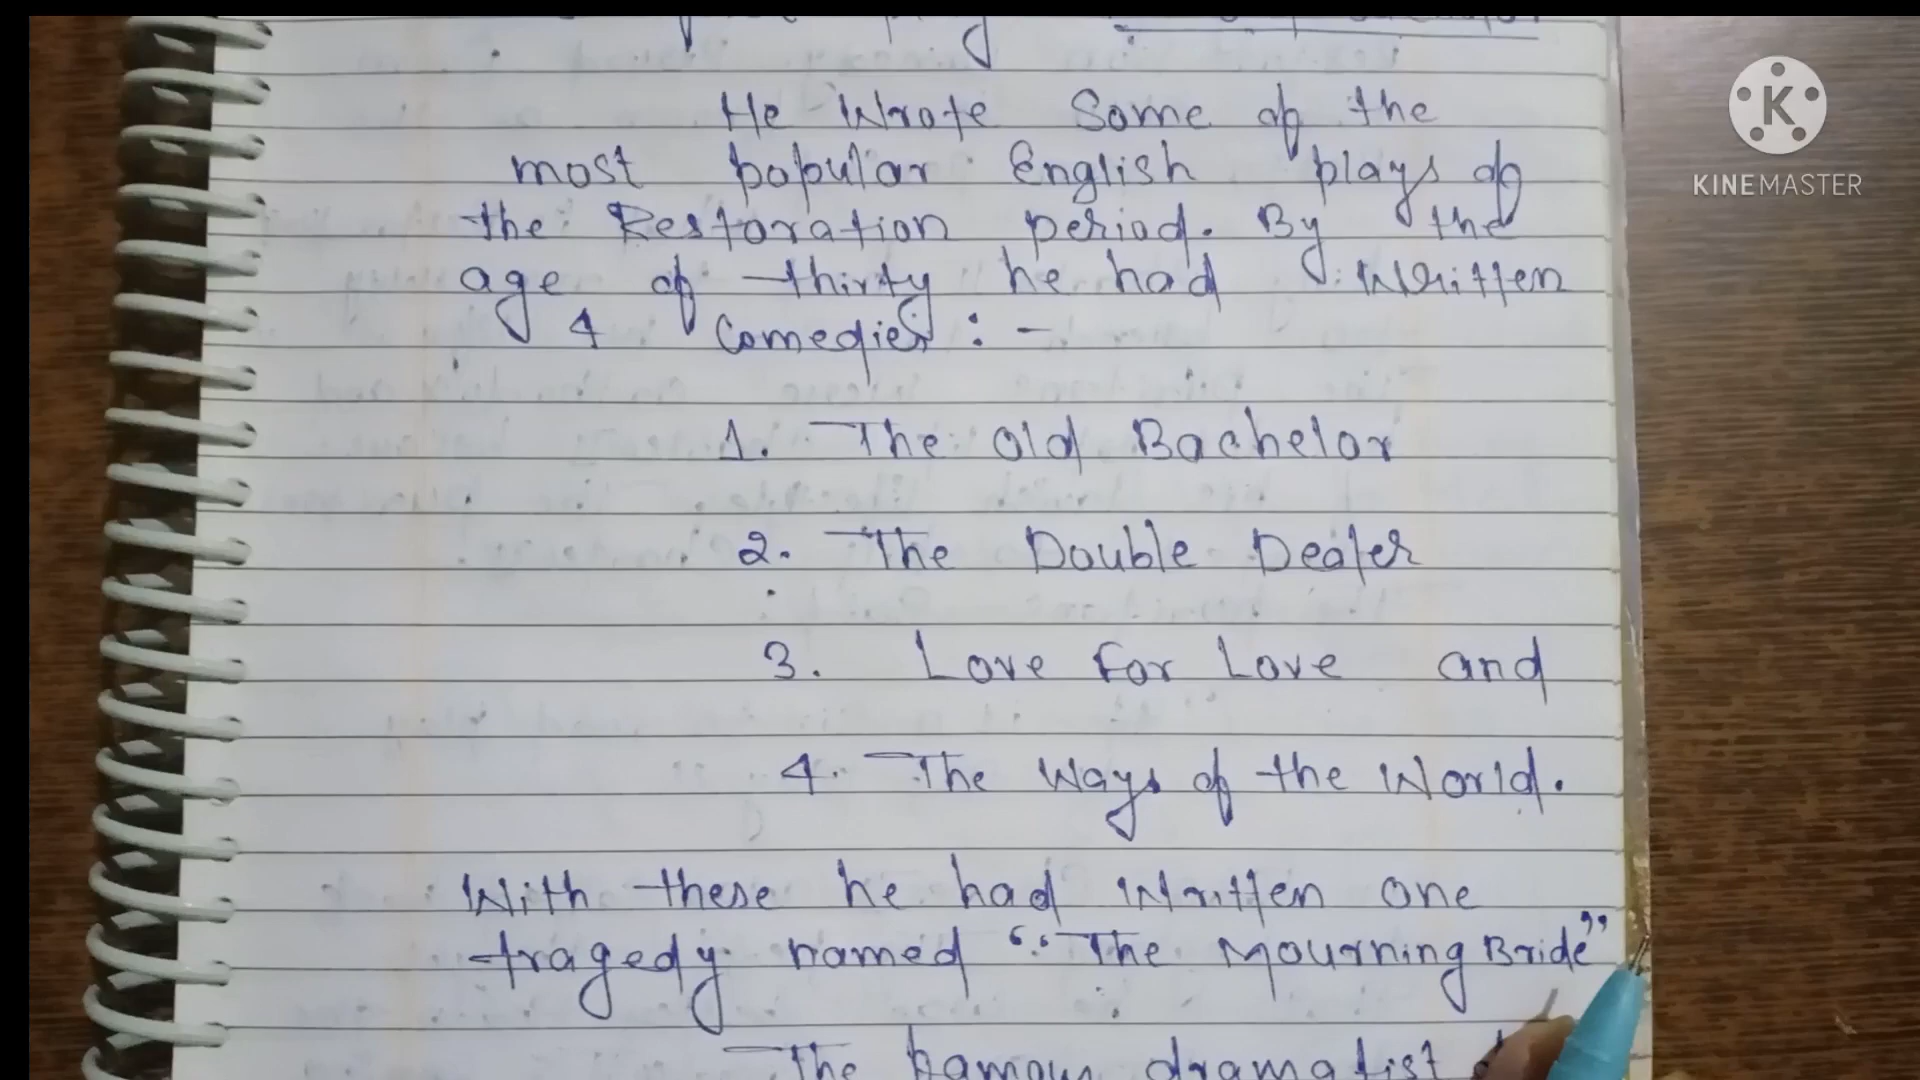 He Wrote Some of the
most popular English plays of
the Restoration period. By the
age of thirty he had written
4 Comedies : -
1. The Old Bachelor
2. The Double Dealer
3. Love For Love and
4. The Ways of the World.
With these he had written one
tragedy named "The Mourning Bride"
The famous dramatist
K
KINEMASTER